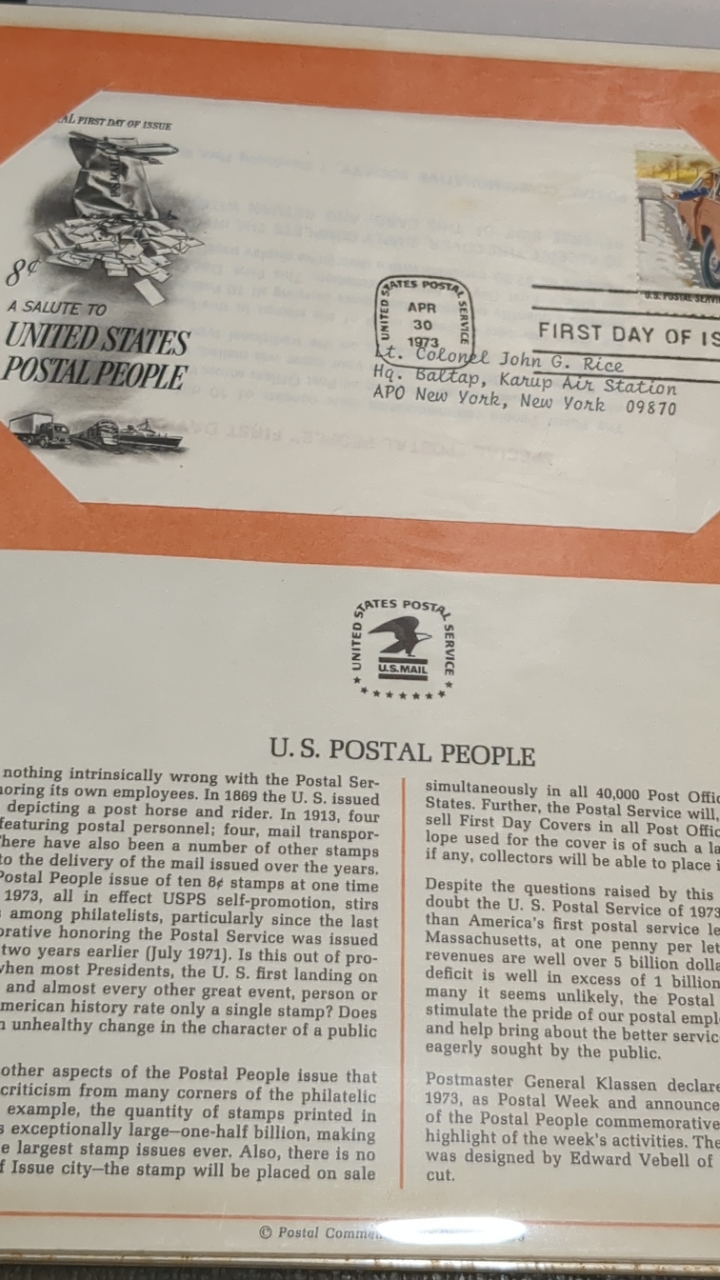 FIRST DAY OF ISSUE
U.S. MAIL
8¢
A SALUTE TO
UNITED STATES
POSTAL PEOPLE
UNITED STATES POSTAL SERVICE
APR
30
1973
U.S. POSTAL
FIRST DAY OF IS
Lt. Colonel John G. Rice
Hq. Baltap, Karup Air Station
APO New York, New York 09870
UNITED STATES POSTAL SERVICE
U.S.MAIL
U. S. POSTAL PEOPLE
nothing intrinsically wrong with the Postal Ser-
noring its own employees. In 1869 the U. S. issued
depicting a post horse and rider. In 1913, four
featuring postal personnel; four, mail transpor-
here have also been a number of other stamps
to the delivery of the mail issued over the years.
Postal People issue of ten 8¢ stamps at one time
1973, all in effect USPS self-promotion, stirs
among philatelists, particularly since the last
orative honoring the Postal Service was issued
two years earlier (July 1971). Is this out of pro-
when most Presidents, the U. S. first landing on
and almost every other great event, person or
merican history rate only a single stamp? Does
n unhealthy change in the character of a public
other aspects of the Postal People issue that
criticism from many corners of the philatelic
example, the quantity of stamps printed in
s exceptionally large—one-half billion, making
e largest stamp issues ever. Also, there is no
f Issue city—the stamp will be placed on sale
simultaneously in all 40,000 Post Offic
States. Further, the Postal Service will,
sell First Day Covers in all Post Offic
lope used for the cover is of such a la
if any, collectors will be able to place i
Despite the questions raised by this
doubt the U. S. Postal Service of 1973
than America's first postal service le
Massachusetts, at one penny per let
revenues are well over 5 billion dolla
deficit is well in excess of 1 billion
many it seems unlikely, the Postal
stimulate the pride of our postal empl
and help bring about the better servic
eagerly sought by the public.
Postmaster General Klassen declare
1973, as Postal Week and announce
of the Postal People commemorative
highlight of the week's activities. The
was designed by Edward Vebell of
cut.
© Postal